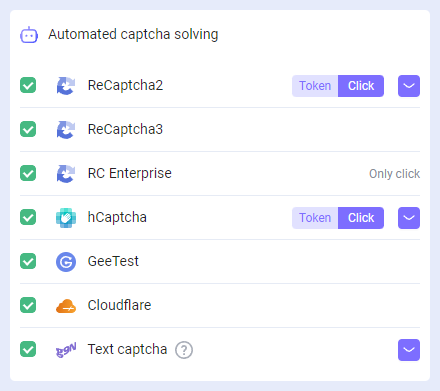 Automated captcha solving
ReCaptcha2 Token Click
ReCaptcha3
RC Enterprise Only click
hCaptcha Token Click
GeeTest
Cloudflare
Text captcha ?